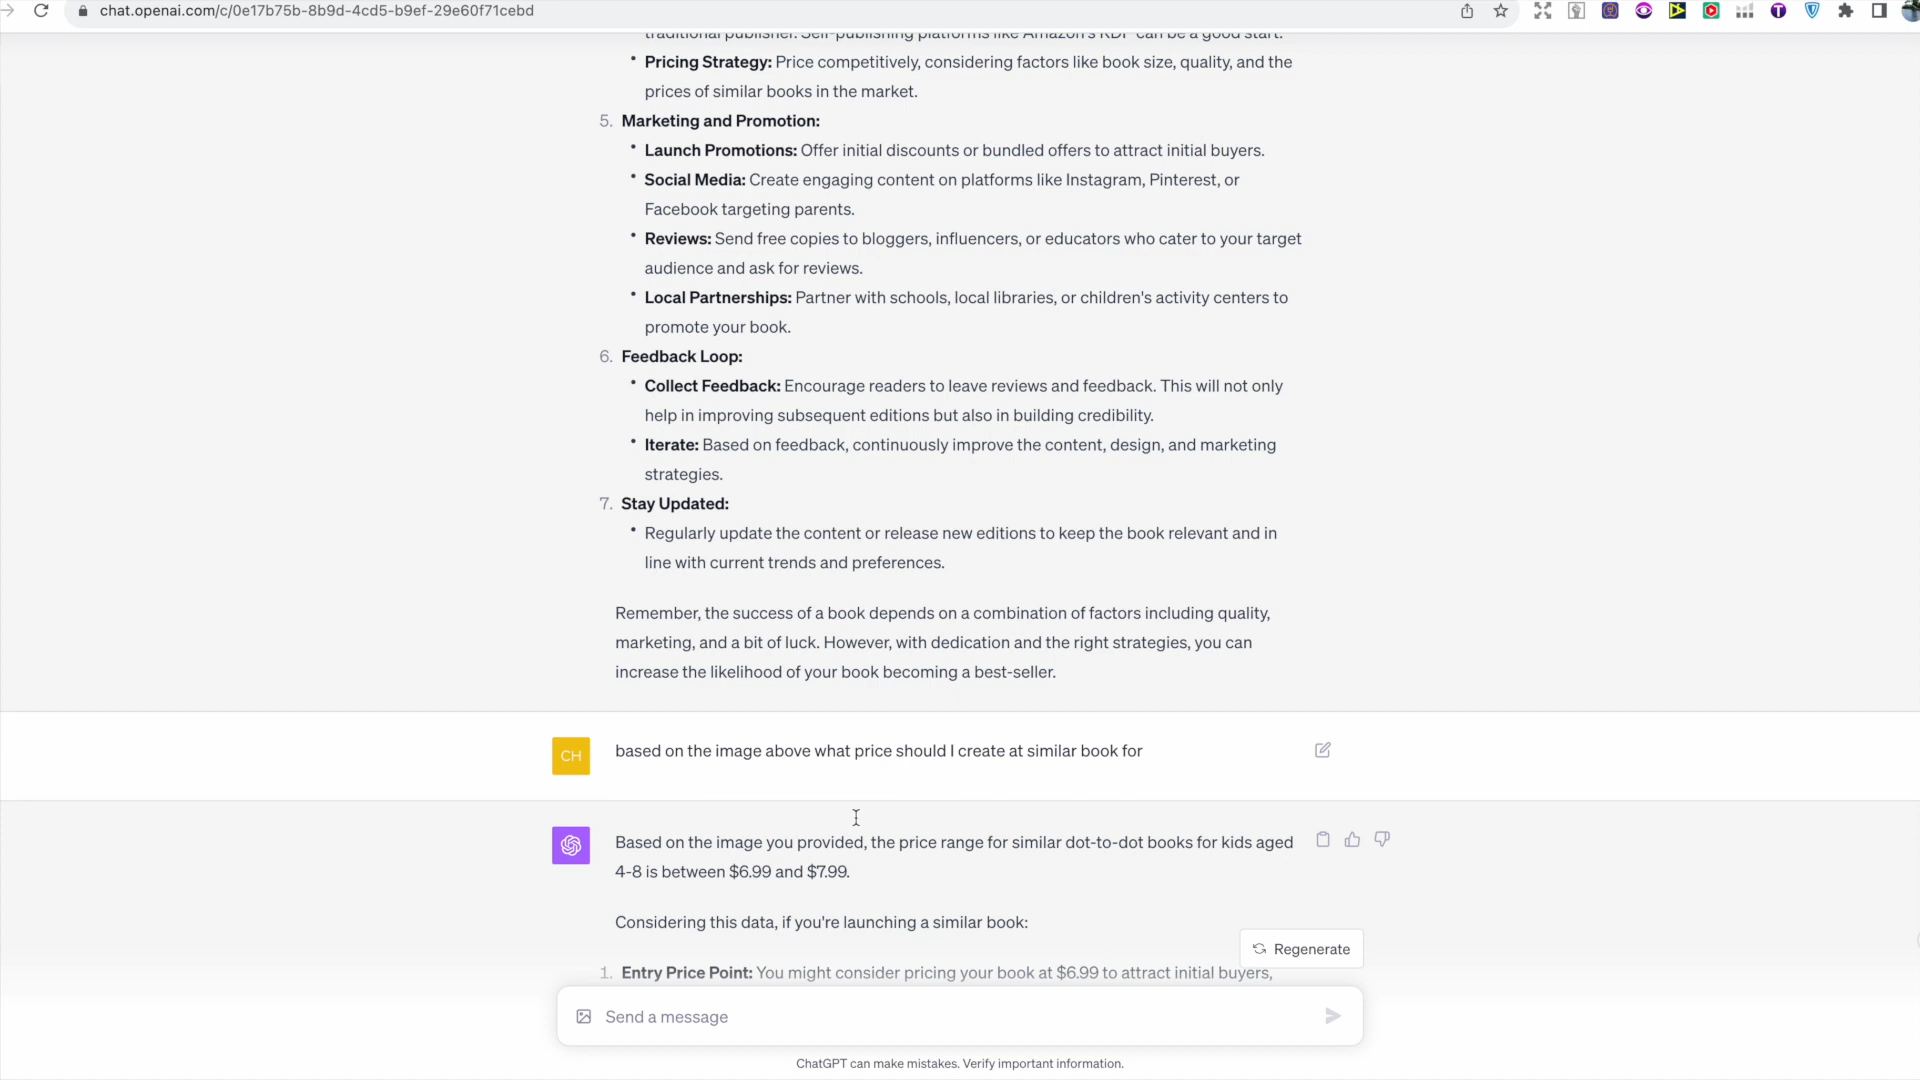 chat.openai.com/c/0e17b75b-8b9d-4cd5-b9ef-29e60f71cebd
traditional publisher. Self-publishing platforms like Amazon's KDP can be a good start.
• Pricing Strategy: Price competitively, considering factors like book size, quality, and the
prices of similar books in the market.
5. Marketing and Promotion:
• Launch Promotions: Offer initial discounts or bundled offers to attract initial buyers.
• Social Media: Create engaging content on platforms like Instagram, Pinterest, or
Facebook targeting parents.
• Reviews: Send free copies to bloggers, influencers, or educators who cater to your target
audience and ask for reviews.
• Local Partnerships: Partner with schools, local libraries, or children's activity centers to
promote your book.
6. Feedback Loop:
• Collect Feedback: Encourage readers to leave reviews and feedback. This will not only
help in improving subsequent editions but also in building credibility.
• Iterate: Based on feedback, continuously improve the content, design, and marketing
strategies.
7. Stay Updated:
• Regularly update the content or release new editions to keep the book relevant and in
line with current trends and preferences.
Remember, the success of a book depends on a combination of factors including quality,
marketing, and a bit of luck. However, with dedication and the right strategies, you can
increase the likelihood of your book becoming a best-seller.
CH
based on the image above what price should I create at similar book for
Based on the image you provided, the price range for similar dot-to-dot books for kids aged
4-8 is between $6.99 and $7.99.
Considering this data, if you're launching a similar book:
Regenerate
1. Entry Price Point: You might consider pricing your book at $6.99 to attract initial buyers,
Send a message
ChatGPT can make mistakes. Verify important information.